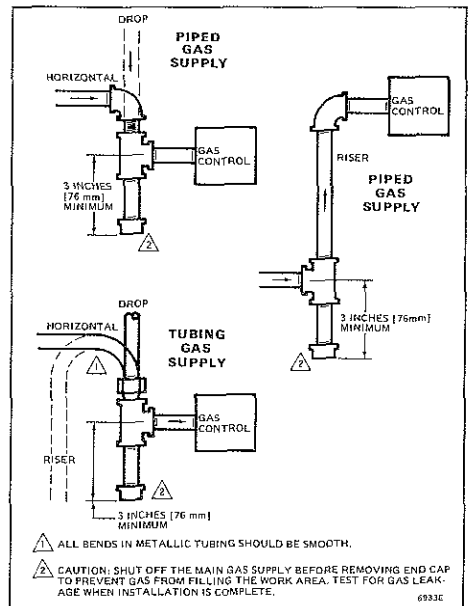 DROP
PIPED
GAS
SUPPLY
HORIZONTAL
GAS
CONTROL
3 INCHES
[76 mm]
MINIMUM
2
GAS
CONTROL
RISER
PIPED
GAS
SUPPLY
3 INCHES [76mm]
MINIMUM
2
DROP
HORIZONTAL
TUBING
GAS
SUPPLY
1
GAS
CONTROL
RISER
2
3 INCHES [76 mm]
MINIMUM
1 ALL BENDS IN METALLIC TUBING SHOULD BE SMOOTH.
2 CAUTION: SHUT OFF THE MAIN GAS SUPPLY BEFORE REMOVING END CAP
TO PREVENT GAS FROM FILLING THE WORK AREA. TEST FOR GAS LEAK-
AGE WHEN INSTALLATION IS COMPLETE.
6933E